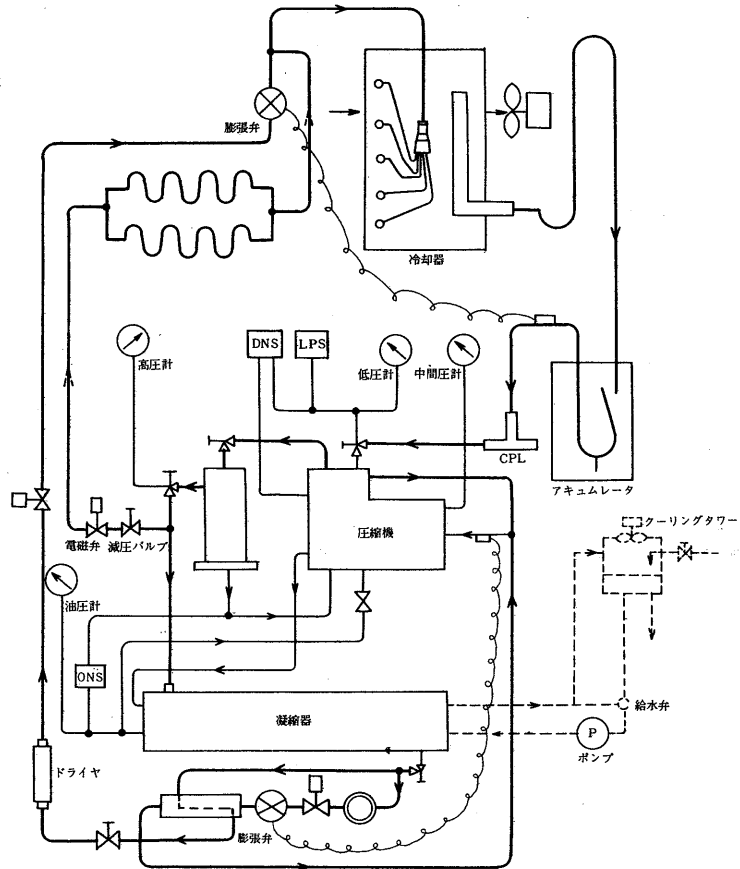 膨張弁
冷却器
高圧計
DNS
LPS
低圧計
中間圧計
CPL
アキュムレータ
電磁弁
減圧バルブ
圧縮機
クーリングタワー
油圧計
ONS
凝縮器
給水弁
P
ポンプ
ドライヤ
膨張弁